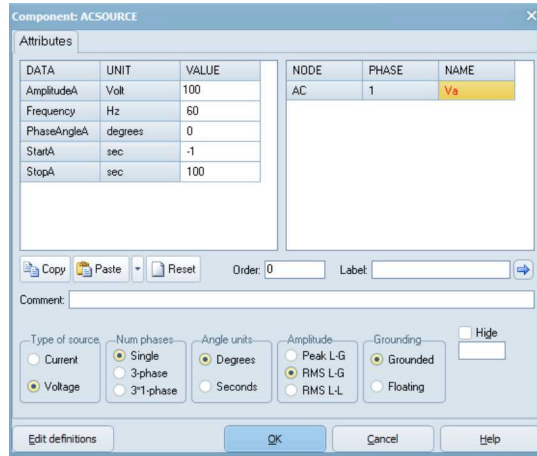 Component: ACSOURCE
Attributes
DATA UNIT VALUE
AmplitudeA Volt 100
Frequency Hz 60
PhaseAngleA degrees 0
StartA sec -1
StopA sec 100
NODE PHASE NAME
AC 1 Va
Copy Paste Reset Order: 0 Label:
Comment:
Type of source
Current
Voltage
Num phases
Single
3-phase
3*1-phase
Angle units
Degrees
Seconds
Amplitude
Peak L-G
RMS L-G
RMS L-L
Grounding
Grounded
Floating
Hide
Edit definitions OK Cancel Help